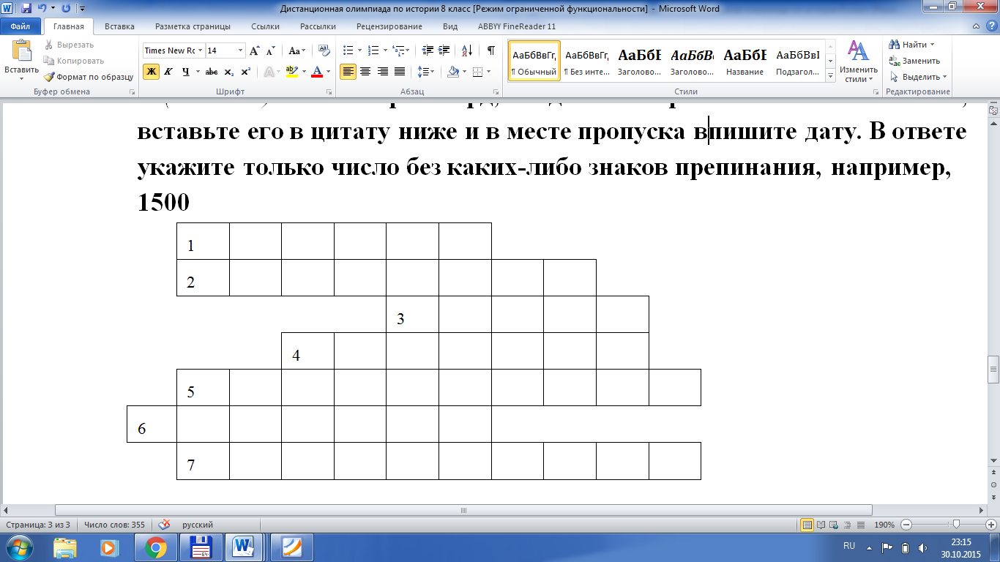 Дистанционная олимпиада по истории 8 класс [Режим ограниченной функциональности] - Microsoft Word
Файл Главная Вставка Разметка страницы Ссылки Рассылки Рецензирование Вид ABBYY FineReader 11
Вставить
Вырезать
Копировать
Формат по образцу
Буфер обмена
Times New Ro 14
Ж К Ч abc x₂ x²
Шрифт
Абзац
АаБбВвГг, АаБбВвГг, АаБбЕ АаБбВ АаБбЕ АаБбВвІ
¶ Обычный ¶ Без инте... Заголово... Заголово... Название Подзагол...
Стили
Изменить стили
Найти
Заменить
Выделить
Редактирование
вставьте его в цитату ниже и в месте пропуска впишите дату. В ответе
укажите только число без каких-либо знаков препинания, например,
1500
1
2
3
4
5
6
7
Страница: 3 из 3 Число слов: 355 русский 190%
RU 23:15
30.10.2015